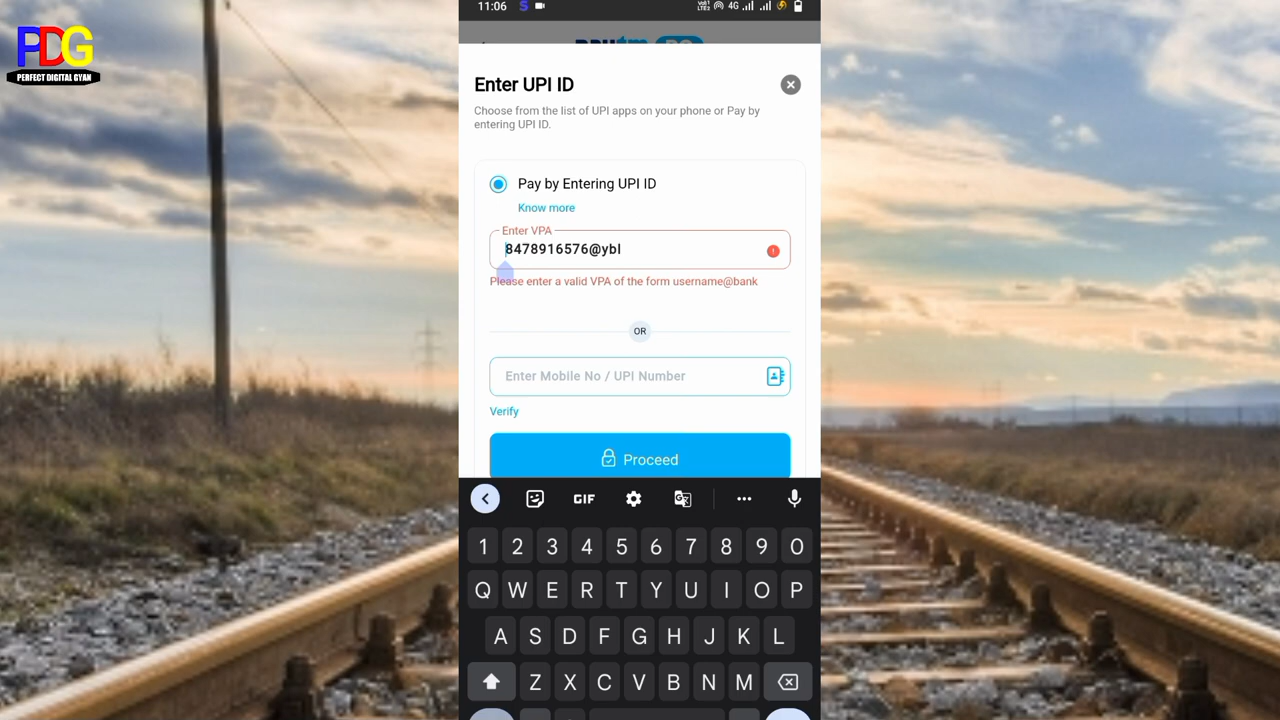 PDG
PERFECT DIGITAL GYAN
11:06
4G
Enter UPI ID
Choose from the list of UPI apps on your phone or Pay by
entering UPI ID.
Pay by Entering UPI ID
Know more
Enter VPA
8478916576@ybl
Please enter a valid VPA of the form username@bank
OR
Enter Mobile No / UPI Number
Verify
Proceed
GIF
1 2 3 4 5 6 7 8 9 0
Q W E R T Y U I O P
A S D F G H J K L
Z X C V B N M